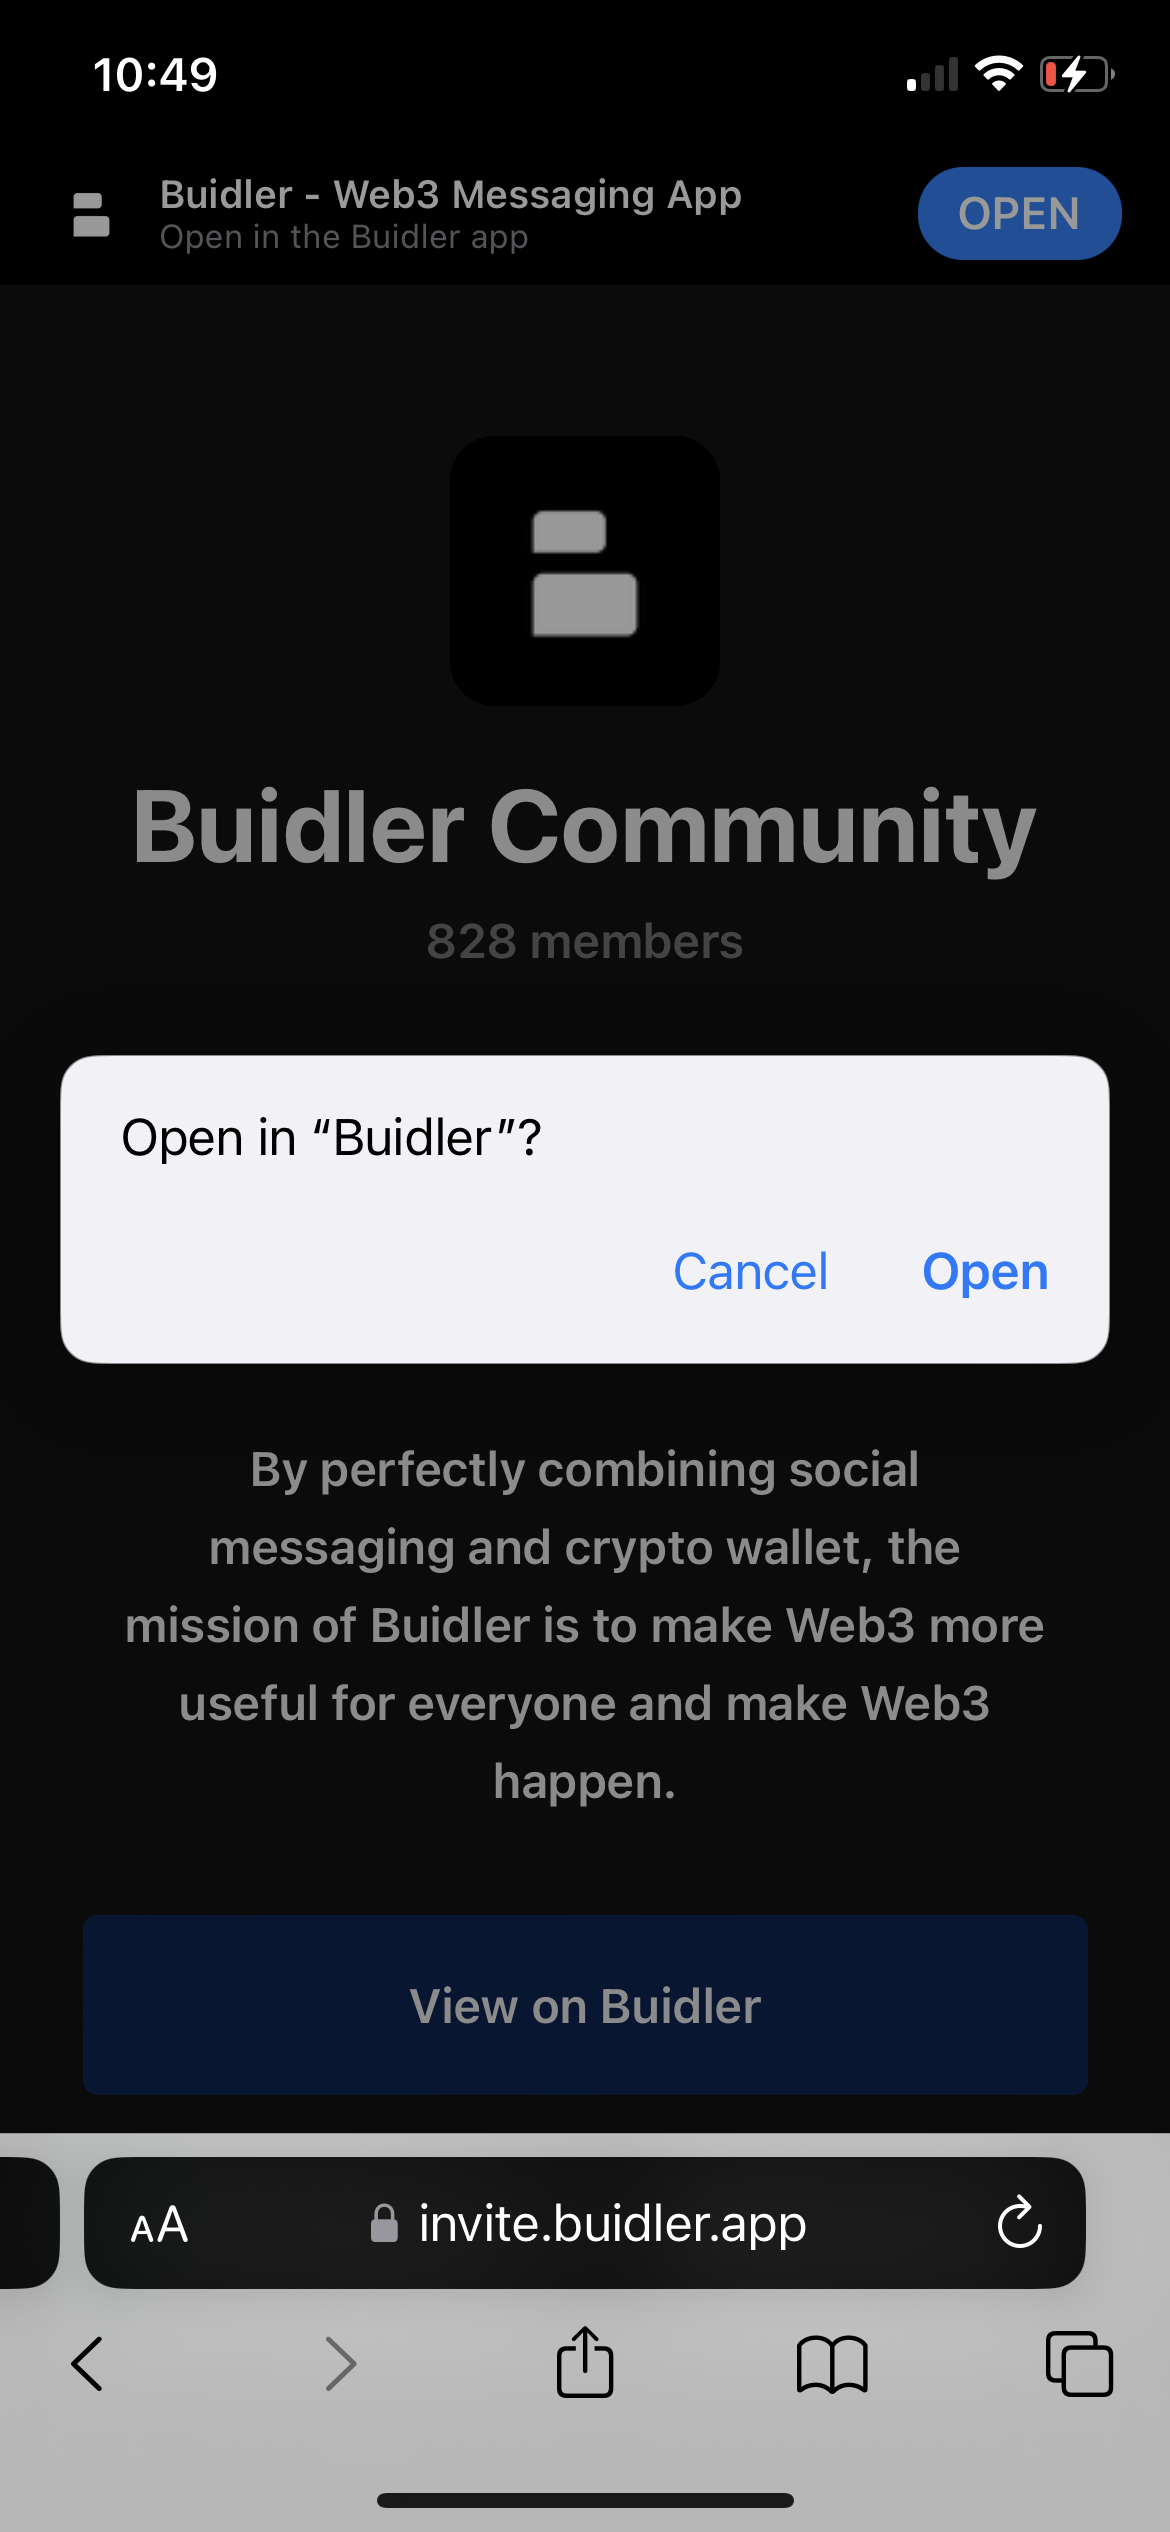 10:49
Buidler - Web3 Messaging App
Open in the Buidler app
OPEN
Buidler Community
828 members
Open in “Buidler”?
Cancel
Open
By perfectly combining social
messaging and crypto wallet, the
mission of Buidler is to make Web3 more
useful for everyone and make Web3
happen.
View on Buidler
AA
invite.buidler.app